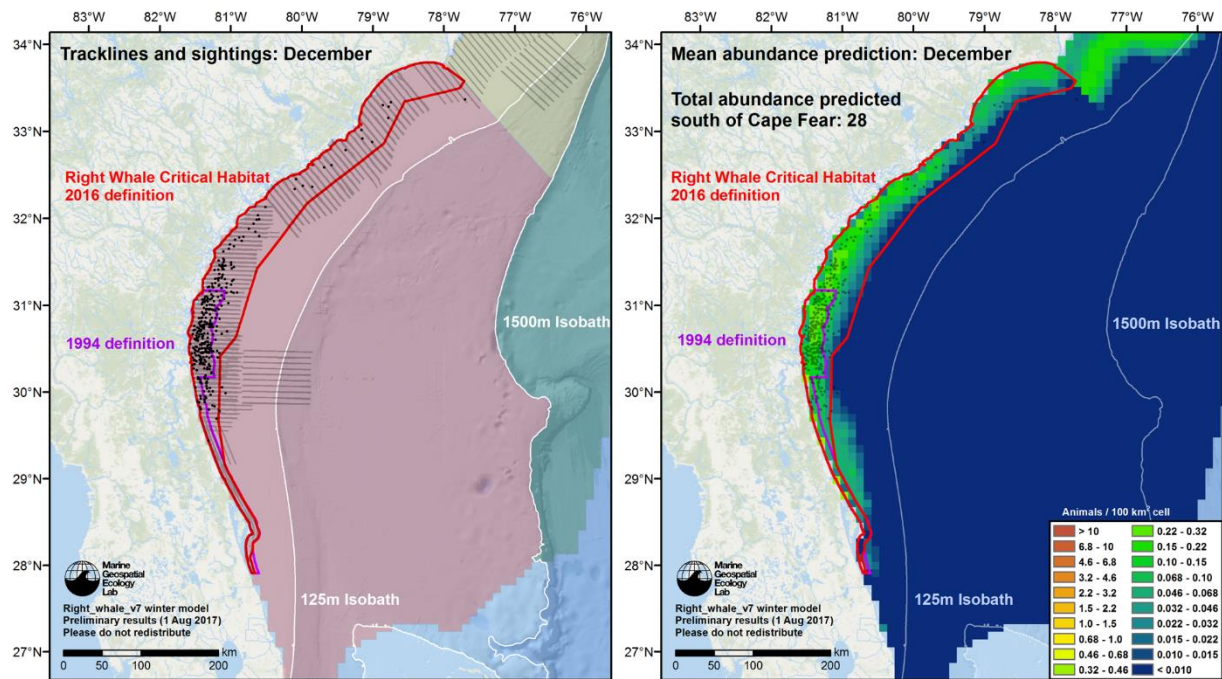 83°W 82°W 81°W 80°W 79°W 78°W 77°W 76°W
34°N
33°N
32°N
31°N
30°N
29°N
28°N
27°N
Tracklines and sightings: December
Right Whale Critical Habitat
2016 definition
1994 definition
1500m Isobath
125m Isobath
Marine
Geospatial
Ecology
Lab
Right_whale_v7 winter model
Preliminary results (1 Aug 2017)
Please do not redistribute
0 50 100 200 km
83°W 82°W 81°W 80°W 79°W 78°W 77°W 76°W
34°N
33°N
32°N
31°N
30°N
29°N
28°N
27°N
Mean abundance prediction: December
Total abundance predicted
south of Cape Fear: 28
Right Whale Critical Habitat
2016 definition
1994 definition
1500m Isobath
125m Isobath
Marine
Geospatial
Ecology
Lab
Right_whale_v7 winter model
Preliminary results (1 Aug 2017)
Please do not redistribute
0 50 100 200 km
Animals / 100 km² cell
> 10 0.22 - 0.32
6.8 - 10 0.15 - 0.22
4.6 - 6.8 0.10 - 0.15
3.2 - 4.6 0.068 - 0.10
2.2 - 3.2 0.046 - 0.068
1.5 - 2.2 0.032 - 0.046
1.0 - 1.5 0.022 - 0.032
0.68 - 1.0 0.015 - 0.022
0.46 - 0.68 0.010 - 0.015
0.32 - 0.46 < 0.010